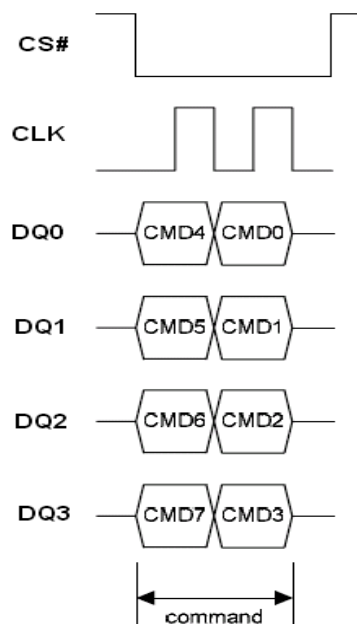 CS#
CLK
DQ0 CMD4 CMD0
DQ1 CMD5 CMD1
DQ2 CMD6 CMD2
DQ3 CMD7 CMD3
command